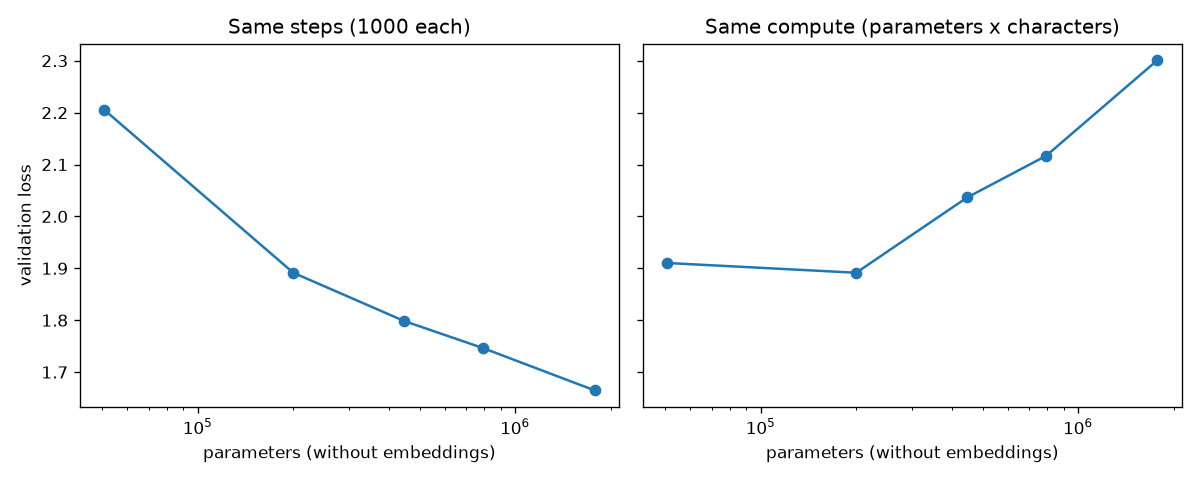 Same steps (1000 each)
Same compute (parameters x characters)
validation loss
2.3
2.2
2.1
2.0
1.9
1.8
1.7
10^5
10^6
10^5
10^6
parameters (without embeddings)
parameters (without embeddings)